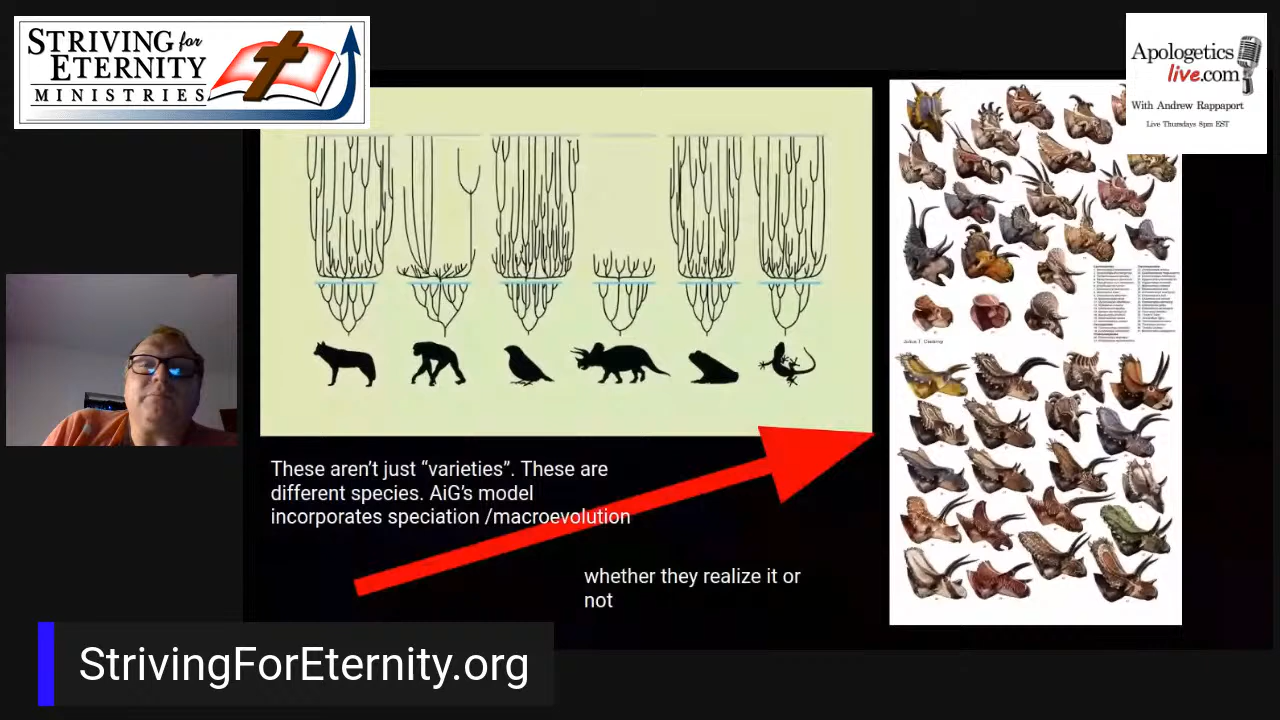 STRIVING for
ETERNITY
MINISTRIES
Apologetics
live.com
With Andrew Rappaport
Live Thursdays 8pm EST
These aren't just “varieties”. These are
different species. AiG's model
incorporates speciation /macroevolution
whether they realize it or
not
StrivingForEternity.org